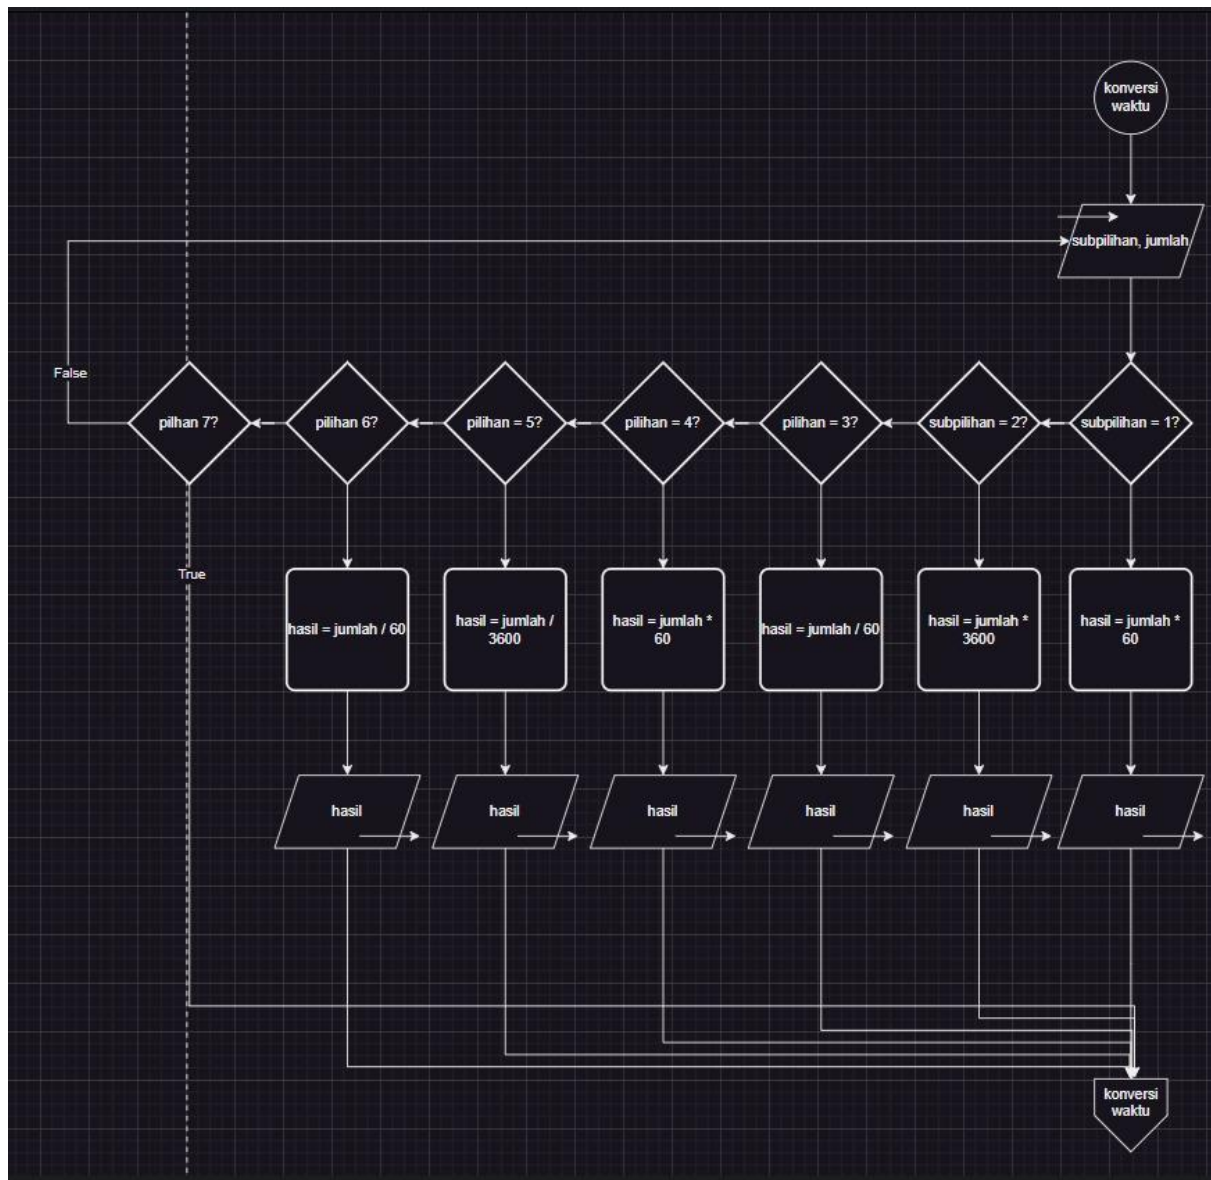 konversi
waktu
subpilihan, jumlah
False
pilhan 7?
pilihan 6?
pilihan = 5?
pilihan = 4?
pilihan = 3?
subpilihan = 2?
subpilihan = 1?
True
hasil = jumlah / 60
hasil = jumlah /
3600
hasil = jumlah *
60
hasil = jumlah / 60
hasil = jumlah *
3600
hasil = jumlah *
60
hasil
hasil
hasil
hasil
hasil
hasil
konversi
waktu